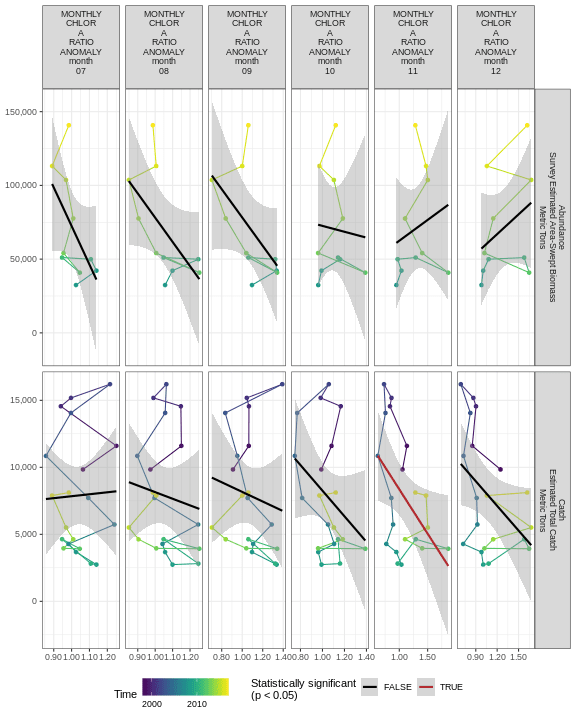 MONTHLY
CHLOR
A
RATIO
ANOMALY
month
07
MONTHLY
CHLOR
A
RATIO
ANOMALY
month
08
MONTHLY
CHLOR
A
RATIO
ANOMALY
month
09
MONTHLY
CHLOR
A
RATIO
ANOMALY
month
10
MONTHLY
CHLOR
A
RATIO
ANOMALY
month
11
MONTHLY
CHLOR
A
RATIO
ANOMALY
month
12
150,000
100,000
50,000
0
Abundance
Survey Estimated Area-Swept Biomass
Metric Tons
15,000
10,000
5,000
0
Catch
Estimated Total Catch
Metric Tons
0.90 1.00 1.10 1.20
0.80 1.00 1.20
0.80 1.00 1.20 1.40
0.80 1.00 1.20 1.40
1.00 1.50
0.90 1.20 1.50
Time
2000 2010
Statistically significant
(p < 0.05)
FALSE
TRUE